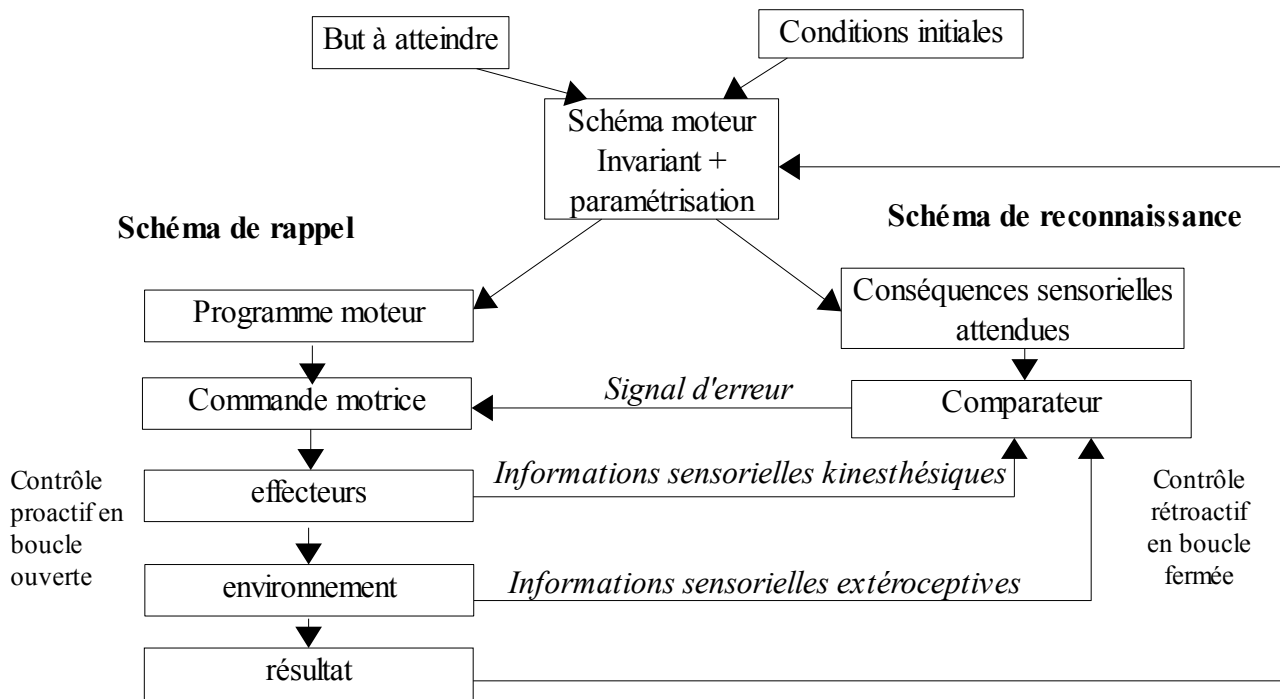 But à atteindre
Conditions initiales
Schéma moteur
Invariant +
paramétrisation
Schéma de rappel
Schéma de reconnaissance
Programme moteur
Conséquences sensorielles
attendues
Commande motrice
Signal d'erreur
Comparateur
Contrôle
proactif en
boucle
ouverte
effecteurs
Informations sensorielles kinesthésiques
Contrôle
rétroactif
en boucle
fermée
environnement
Informations sensorielles extéroceptives
résultat